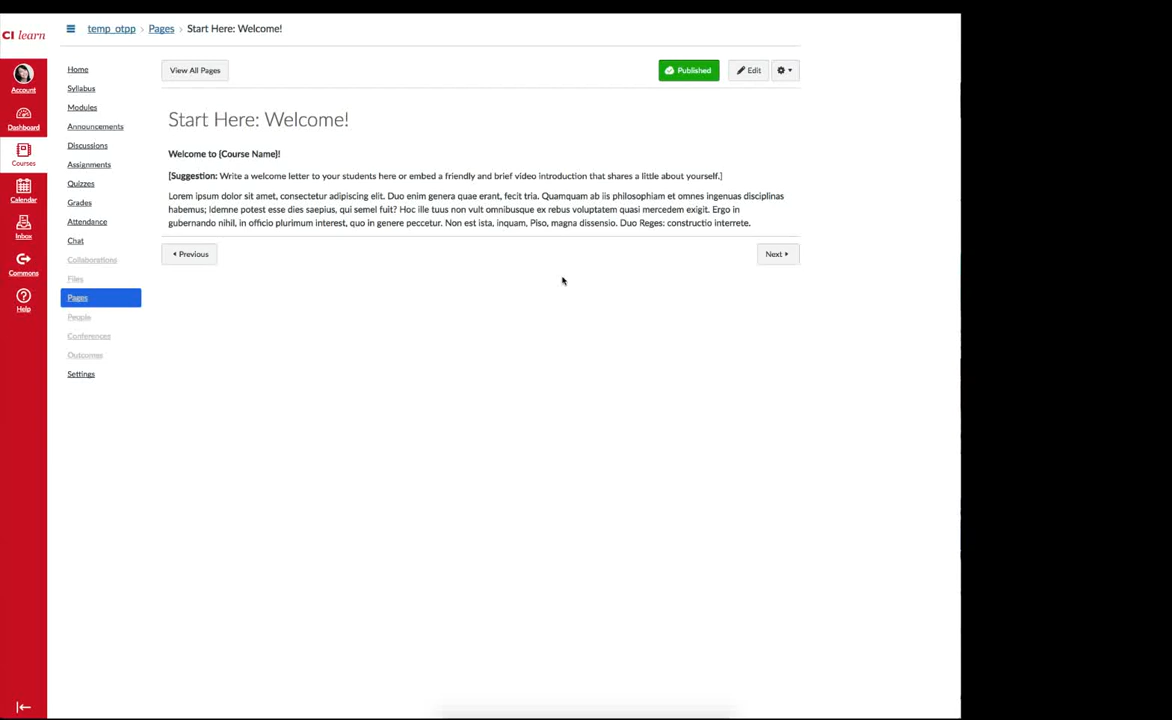 CI learn
temp_otpp › Pages › Start Here: Welcome!
Account
Dashboard
Courses
Calendar
Inbox
Commons
Help
Home
Syllabus
Modules
Announcements
Discussions
Assignments
Quizzes
Grades
Attendance
Chat
Collaborations
Files
Pages
People
Conferences
Outcomes
Settings
View All Pages
Published
Edit
Start Here: Welcome!
Welcome to [Course Name]!
[Suggestion: Write a welcome letter to your students here or embed a friendly and brief video introduction that shares a little about yourself.]
Lorem ipsum dolor sit amet, consectetur adipiscing elit. Duo enim genera quae erant, fecit tria. Quamquam ab iis philosophiam et omnes ingenuas disciplinas
habemus; Idemne potest esse dies saepius, qui semel fuit? Hoc ille tuus non vult omnibusque ex rebus voluptatem quasi mercedem exigit. Ergo in
gubernando nihil, in officio plurimum interest, quo in genere peccetur. Non est ista, inquam, Piso, magna dissensio. Duo Reges: constructio interrete.
Previous
Next